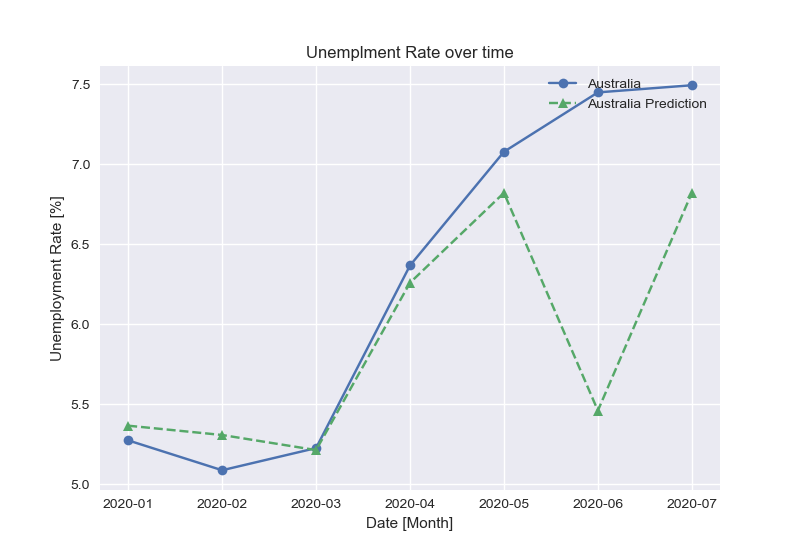 Unemplment Rate over time
Australia
Australia Prediction
7.5
7.0
6.5
6.0
5.5
5.0
Unemployment Rate [%]
2020-01 2020-02 2020-03 2020-04 2020-05 2020-06 2020-07
Date [Month]